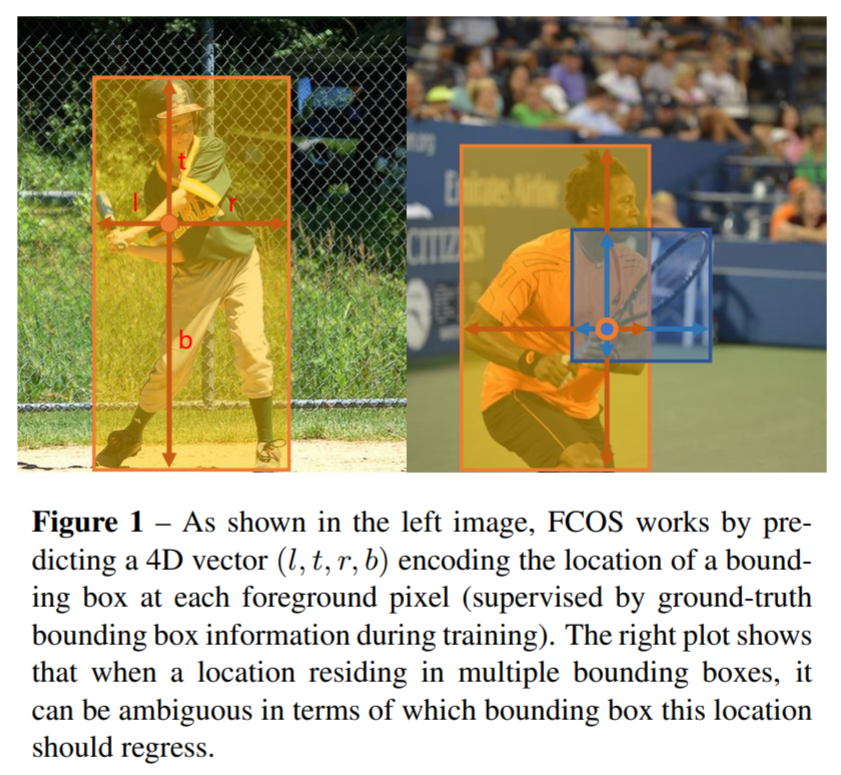 t
l
r
b
Emirates Airline
CITIZEN
Figure 1 – As shown in the left image, FCOS works by pre-
dicting a 4D vector (l, t, r, b) encoding the location of a bound-
ing box at each foreground pixel (supervised by ground-truth
bounding box information during training). The right plot shows
that when a location residing in multiple bounding boxes, it
can be ambiguous in terms of which bounding box this location
should regress.